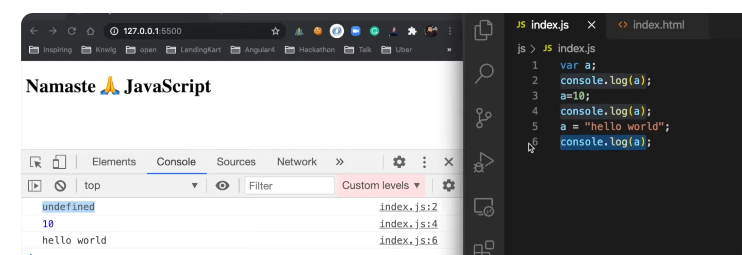 127.0.0.1:5500
Inspiring Knwlg open LendingKart Angular4 Hackathon Talk Uber »
Namaste 🙏 JavaScript
Elements Console Sources Network »
top Filter Custom levels ▼
undefined index.js:2
10 index.js:4
hello world index.js:6
JS index.js X <> index.html
js > JS index.js
1 var a;
2 console.log(a);
3 a=10;
4 console.log(a);
5 a = "hello world";
6 console.log(a);